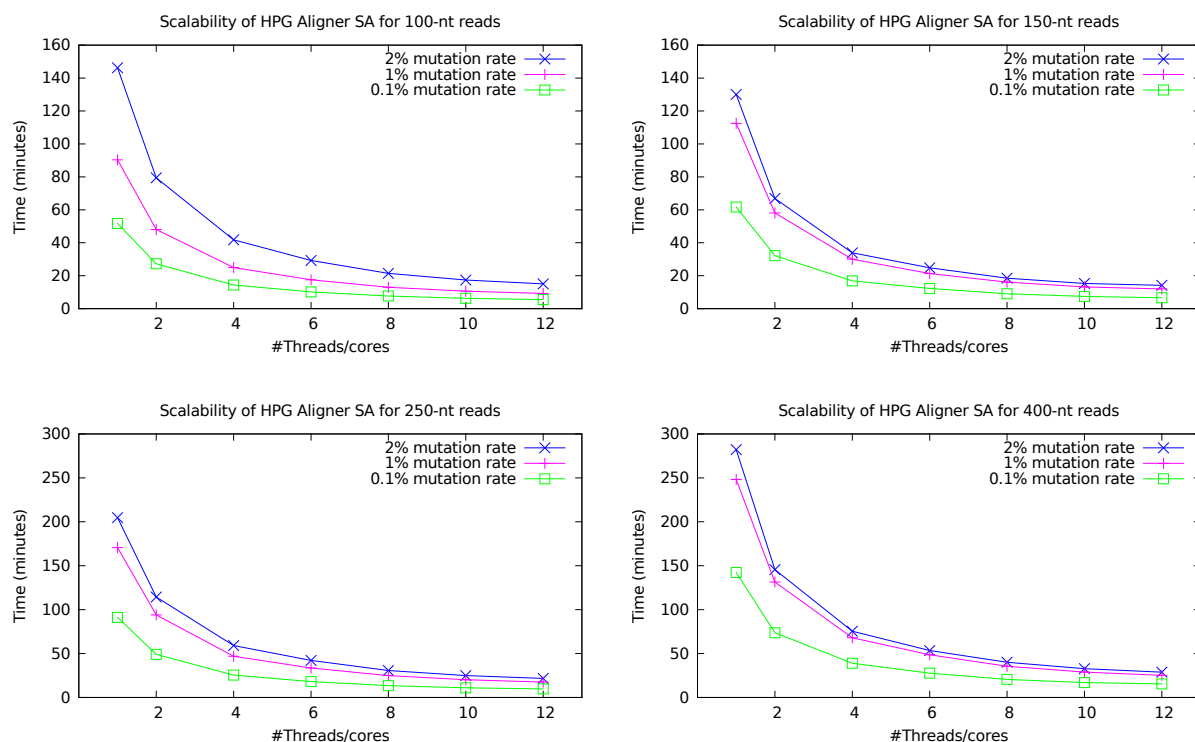 Scalability of HPG Aligner SA for 100-nt reads
160
140
120
100
80
60
40
20
0
Time (minutes)
2% mutation rate
1% mutation rate
0.1% mutation rate
2 4 6 8 10 12
#Threads/cores
Scalability of HPG Aligner SA for 150-nt reads
160
140
120
100
80
60
40
20
0
Time (minutes)
2% mutation rate
1% mutation rate
0.1% mutation rate
2 4 6 8 10 12
#Threads/cores
Scalability of HPG Aligner SA for 250-nt reads
300
250
200
150
100
50
0
Time (minutes)
2% mutation rate
1% mutation rate
0.1% mutation rate
2 4 6 8 10 12
#Threads/cores
Scalability of HPG Aligner SA for 400-nt reads
300
250
200
150
100
50
0
Time (minutes)
2% mutation rate
1% mutation rate
0.1% mutation rate
2 4 6 8 10 12
#Threads/cores